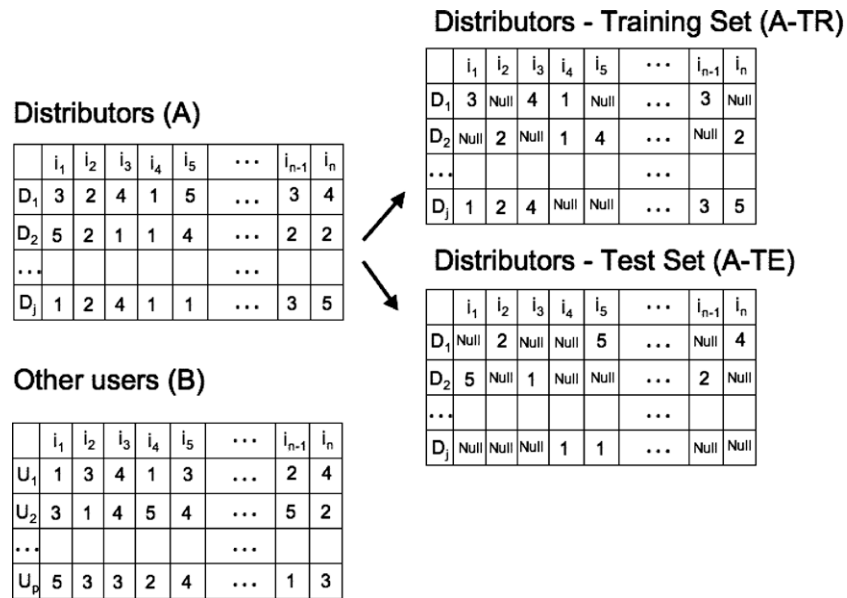 Distributors (A)
i1 i2 i3 i4 i5 ... in-1 in
D1 3 2 4 1 5 ... 3 4
D2 5 2 1 1 4 ... 2 2
... ...
Dj 1 2 4 1 1 ... 3 5
Other users (B)
i1 i2 i3 i4 i5 ... in-1 in
U1 1 3 4 1 3 ... 2 4
U2 3 1 4 5 4 ... 5 2
... ...
Up 5 3 3 2 4 ... 1 3
Distributors - Training Set (A-TR)
i1 i2 i3 i4 i5 ... in-1 in
D1 3 Null 4 1 Null ... 3 Null
D2 Null 2 Null 1 4 ... Null 2
... ...
Dj 1 2 4 Null Null ... 3 5
Distributors - Test Set (A-TE)
i1 i2 i3 i4 i5 ... in-1 in
D1 Null 2 Null Null 5 ... Null 4
D2 5 Null 1 Null Null ... 2 Null
... ...
Dj Null Null Null 1 1 ... Null Null